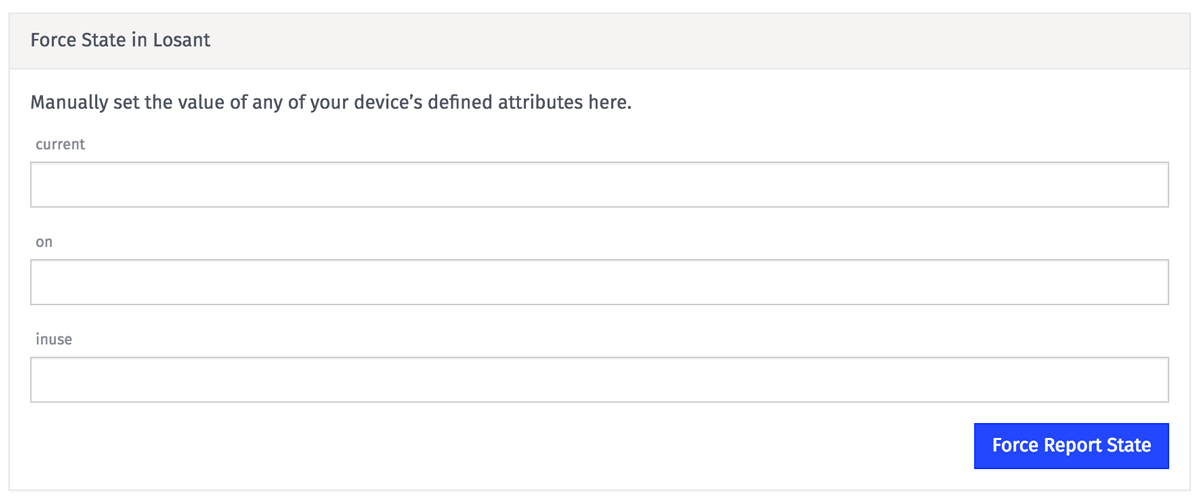 Force State in Losant
Manually set the value of any of your device’s defined attributes here.
current
on
inuse
Force Report State